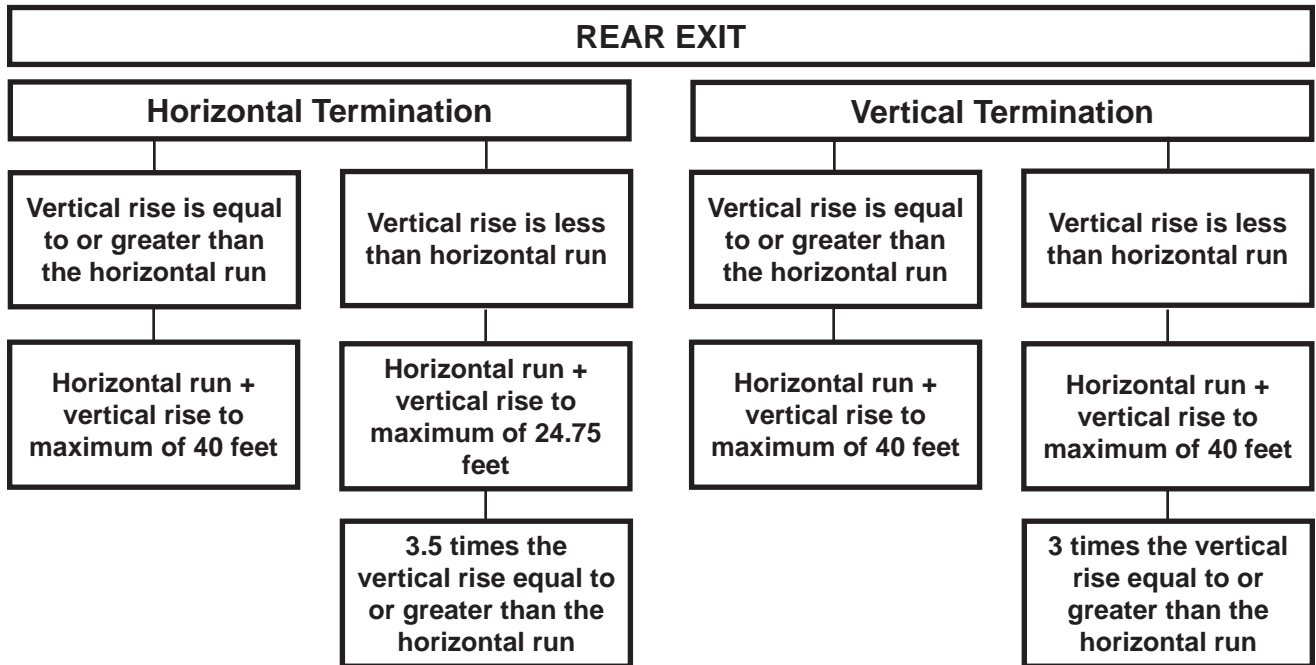 REAR EXIT
Horizontal Termination
Vertical rise is equal
to or greater than
the horizontal run
Horizontal run +
vertical rise to
maximum of 40 feet
Vertical rise is less
than horizontal run
Horizontal run +
vertical rise to
maximum of 24.75
feet
3.5 times the
vertical rise equal to
or greater than the
horizontal run
Vertical Termination
Vertical rise is equal
to or greater than
the horizontal run
Horizontal run +
vertical rise to
maximum of 40 feet
Vertical rise is less
than horizontal run
Horizontal run +
vertical rise to
maximum of 40 feet
3 times the vertical
rise equal to or
greater than the
horizontal run